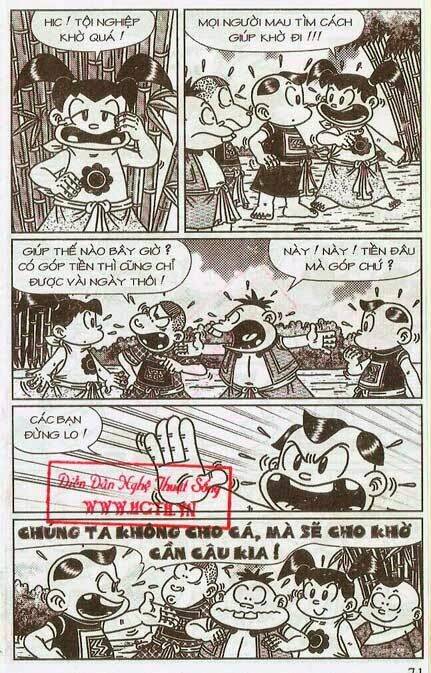 HIC ! TỘI NGHIỆP
KHỜ QUÁ !
MỌI NGƯỜI MAU TÌM CÁCH
GIÚP KHỜ ĐI !!!
GIÚP THẾ NÀO BÂY GIỜ ?
CÓ GÓP TIỀN THÌ CŨNG CHỈ
ĐƯỢC VÀI NGÀY THÔI !
NÀY ! NÀY ! TIỀN ĐÂU
MÀ GÓP CHỨ ?
CÁC BẠN
ĐỪNG LO !
Diễn Đàn Nghệ Thuật Sống
CHÚNG TA KHÔNG CHO CÁ, MÀ SẼ CHO KHỜ
CẦN CÂU KIA !
71